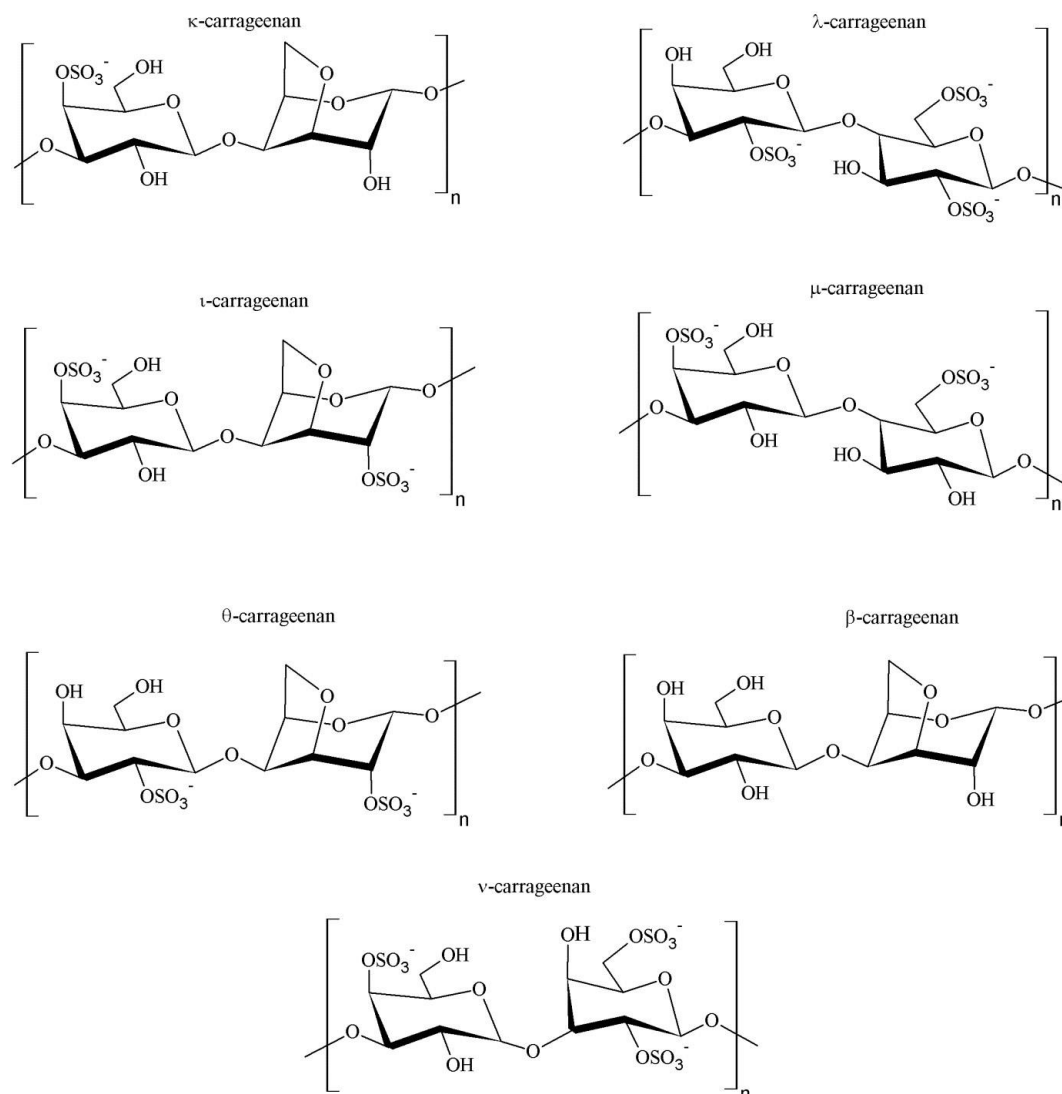 κ-carrageenan
OH
OSO₃⁻
O
O
O
O
O
O
OH
OH
n
λ-carrageenan
OH
OH
OSO₃⁻
O
O
O
O
OSO₃⁻
HO
O
OSO₃⁻
n
ι-carrageenan
OH
OSO₃⁻
O
O
O
O
O
O
OH
OSO₃⁻
n
μ-carrageenan
OH
OSO₃⁻
O
OSO₃⁻
O
O
O
OH
HO
O
OH
n
θ-carrageenan
OH
OH
O
O
O
O
O
O
OSO₃⁻
OSO₃⁻
n
β-carrageenan
OH
OH
O
O
O
O
O
O
OH
OH
n
ν-carrageenan
OH
OSO₃⁻
OSO₃⁻
OH
O
O
O
O
O
OH
OSO₃⁻
n